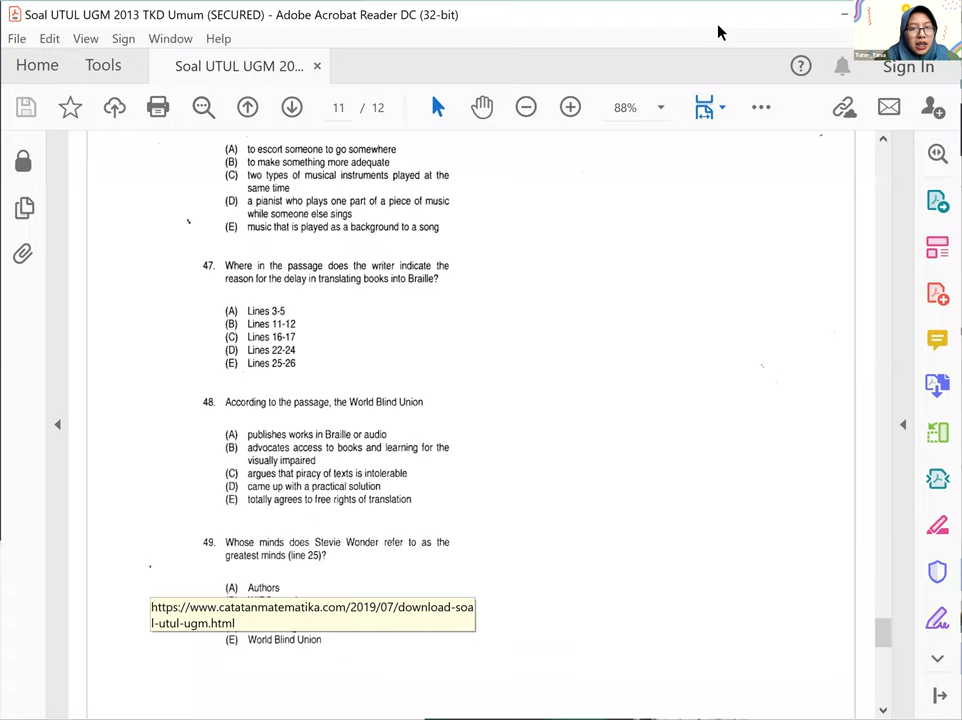 Soal UTUL UGM 2013 TKD Umum (SECURED) - Adobe Acrobat Reader DC (32-bit)
File Edit View Sign Window Help
Home Tools Soal UTUL UGM 20... × Sign In
11 / 12 88%
(A) to escort someone to go somewhere
(B) to make something more adequate
(C) two types of musical instruments played at the
same time
(D) a pianist who plays one part of a piece of music
while someone else sings
(E) music that is played as a background to a song
47. Where in the passage does the writer indicate the
reason for the delay in translating books into Braille?
(A) Lines 3-5
(B) Lines 11-12
(C) Lines 16-17
(D) Lines 22-24
(E) Lines 25-26
48. According to the passage, the World Blind Union
(A) publishes works in Braille or audio
(B) advocates access to books and learning for the
visually impaired
(C) argues that piracy of texts is intolerable
(D) came up with a practical solution
(E) totally agrees to free rights of translation
49. Whose minds does Stevie Wonder refer to as the
greatest minds (line 25)?
(A) Authors
https://www.catatanmatematika.com/2019/07/download-soa
l-utul-ugm.html
(E) World Blind Union